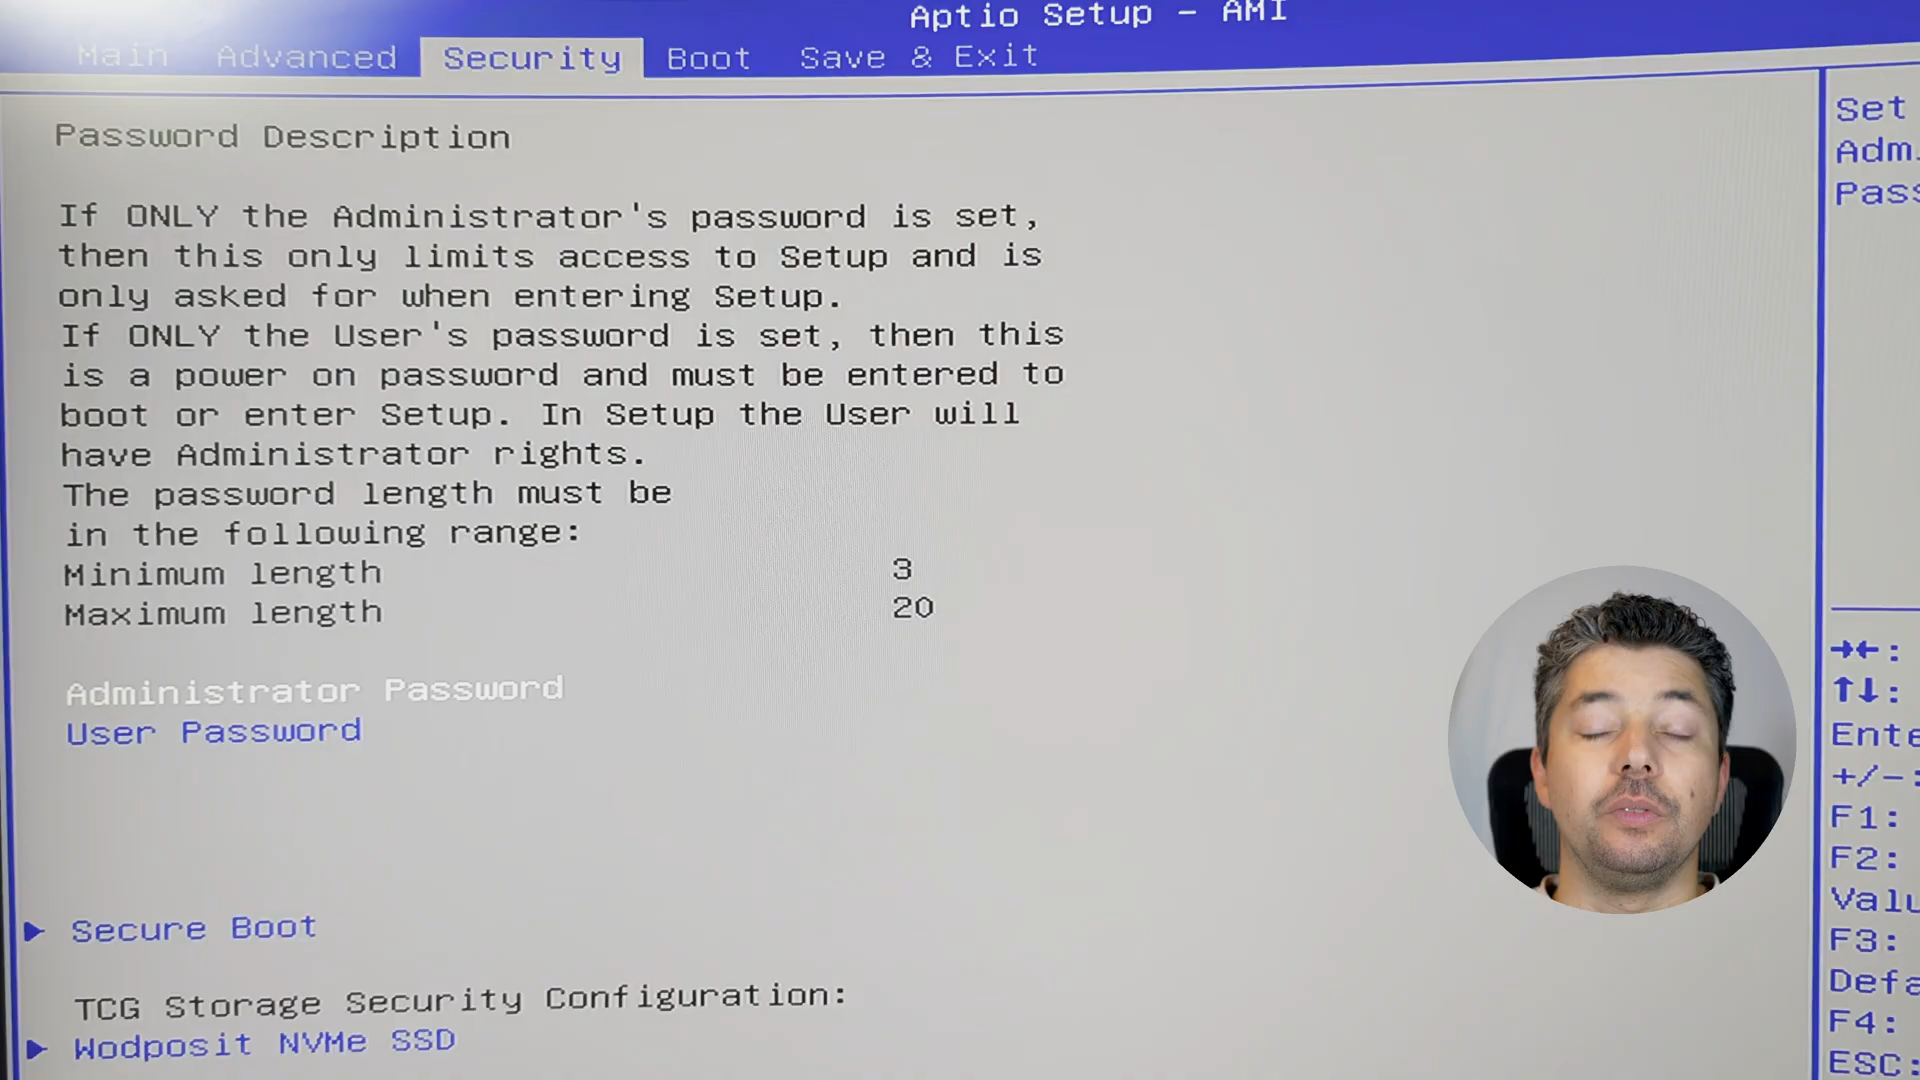 Aptio Setup – AMI
Main Advanced Security Boot Save & Exit
Password Description
If ONLY the Administrator's password is set,
then this only limits access to Setup and is
only asked for when entering Setup.
If ONLY the User's password is set, then this
is a power on password and must be entered to
boot or enter Setup. In Setup the User will
have Administrator rights.
The password length must be
in the following range:
Minimum length 3
Maximum length 20
Administrator Password
User Password
Secure Boot
TCG Storage Security Configuration:
Wodposit NVMe SSD
Set
→←:
↑↓:
+/-:
F1:
F2:
F3:
F4:
ESC: